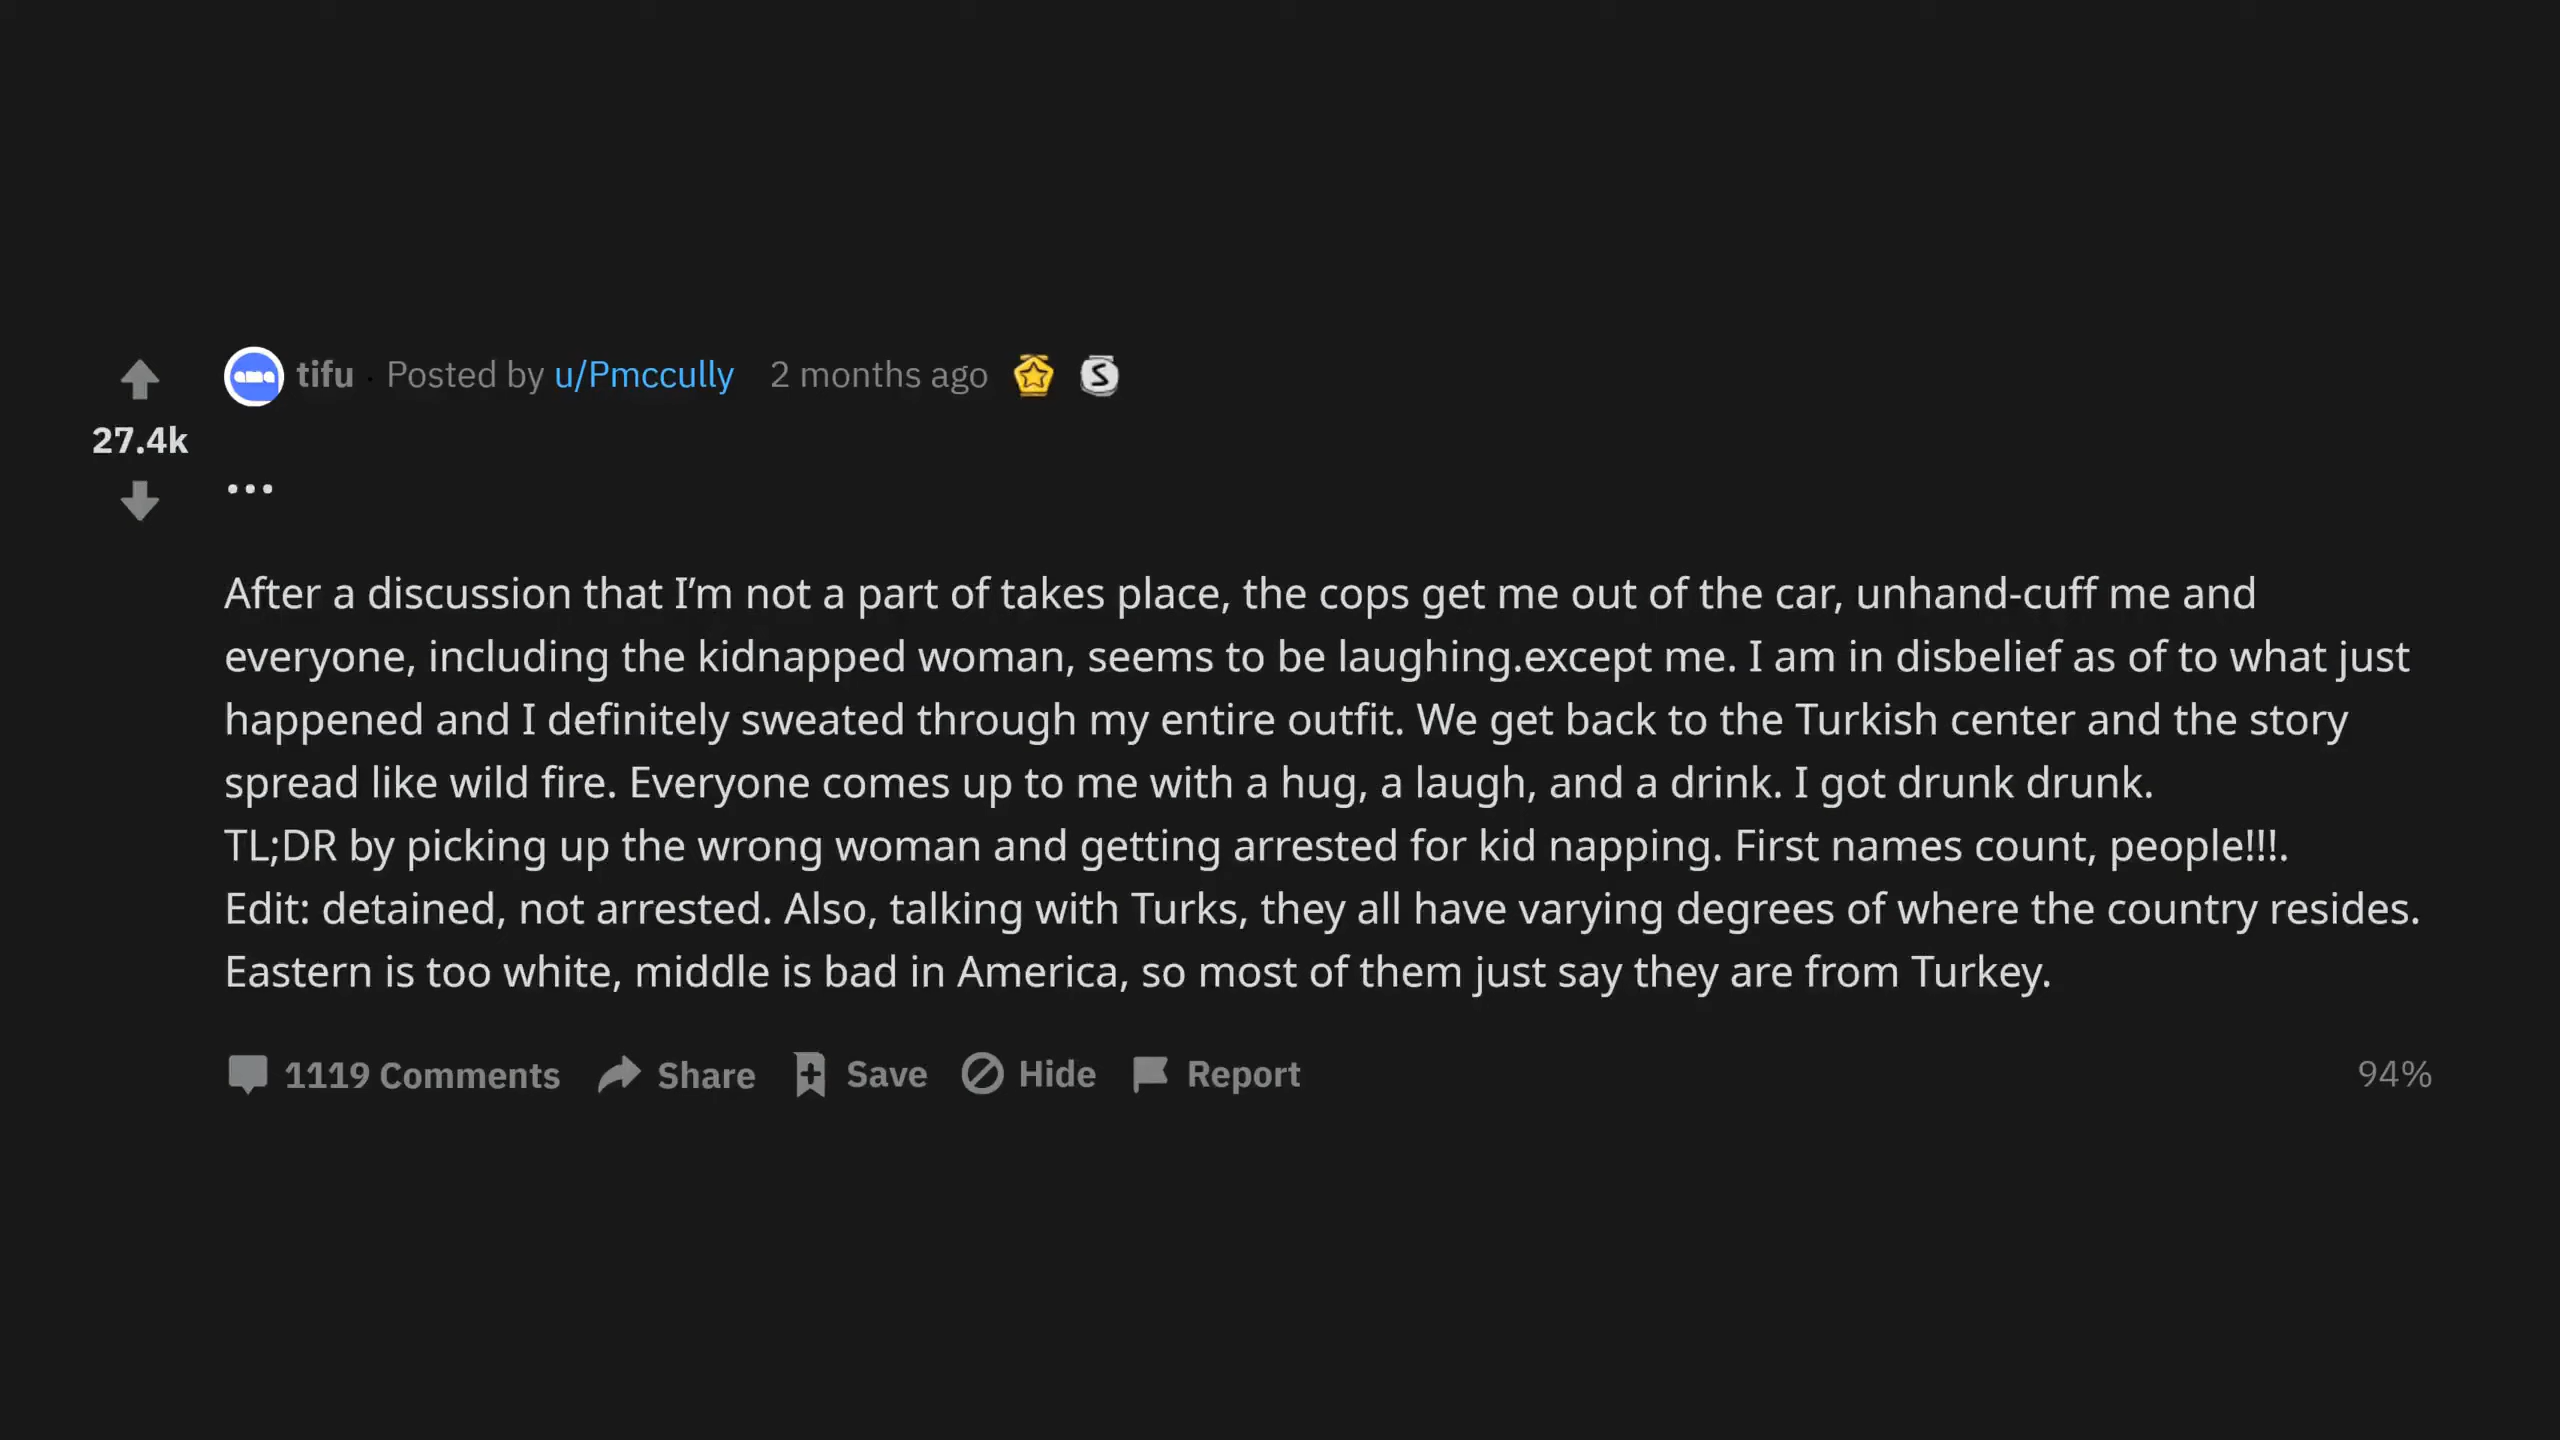 ama tifu · Posted by u/Pmccully 2 months ago S
27.4k
...
After a discussion that I’m not a part of takes place, the cops get me out of the car, unhand-cuff me and
everyone, including the kidnapped woman, seems to be laughing.except me. I am in disbelief as of to what just
happened and I definitely sweated through my entire outfit. We get back to the Turkish center and the story
spread like wild fire. Everyone comes up to me with a hug, a laugh, and a drink. I got drunk drunk.
TL;DR by picking up the wrong woman and getting arrested for kid napping. First names count, people!!!.
Edit: detained, not arrested. Also, talking with Turks, they all have varying degrees of where the country resides.
Eastern is too white, middle is bad in America, so most of them just say they are from Turkey.
1119 Comments Share Save Hide Report 94%